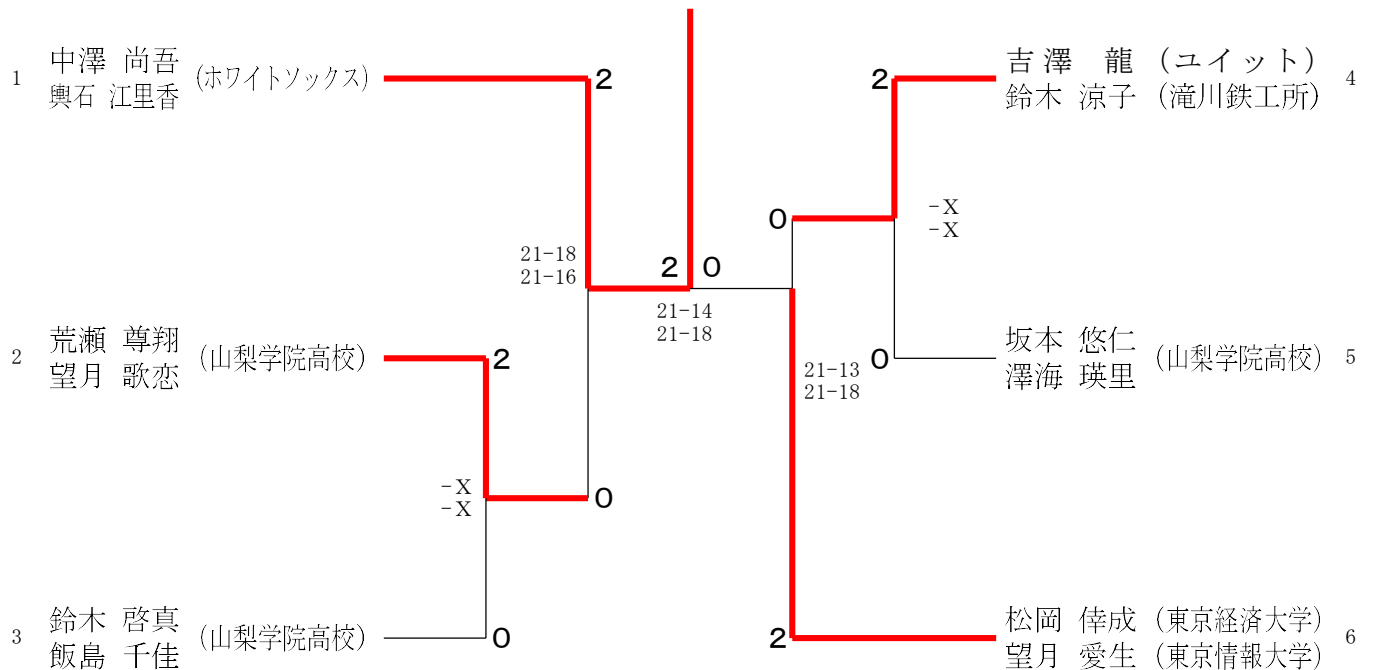 1 中澤 尚吾 (ホワイトソックス) 2
輿石 江里香
2 吉澤 龍 (ユイット) 4
鈴木 涼子 (滝川鉄工所)
0 -X
-X
21-18
21-16
2 0
21-14
21-18
2 荒瀬 尊翔 (山梨学院高校) 2
望月 歌恋
21-13
21-18
0 坂本 悠仁 (山梨学院高校) 5
澤海 瑛里
-X
-X
0
3 鈴木 啓真 (山梨学院高校) 0
飯島 千佳
2 松岡 倖成 (東京経済大学) 6
望月 愛生 (東京情報大学)